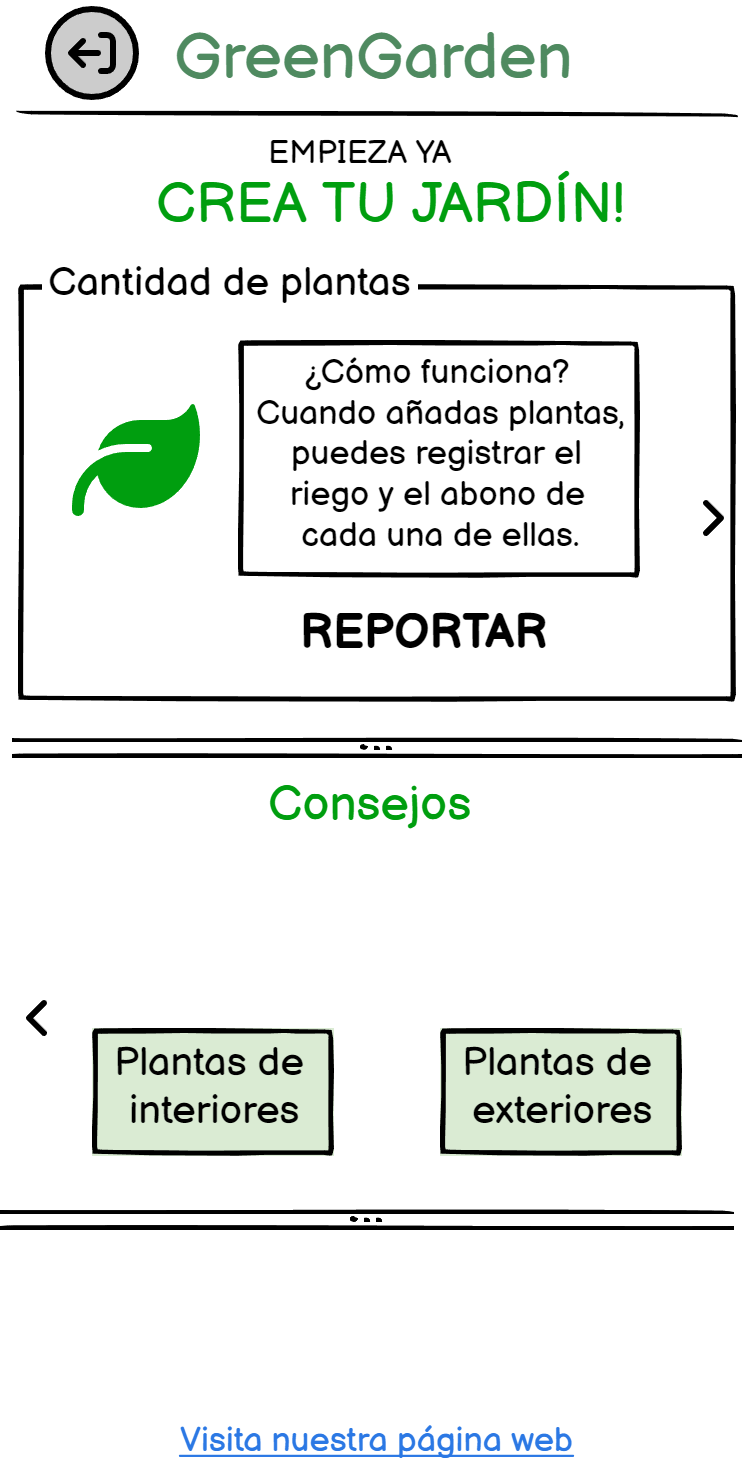 GreenGarden
EMPIEZA YA
CREA TU JARDÍN!
Cantidad de plantas
¿Cómo funciona?
Cuando añadas plantas,
puedes registrar el
riego y el abono de
cada una de ellas.
REPORTAR
Consejos
Plantas de
interiores
Plantas de
exteriores
Visita nuestra página web